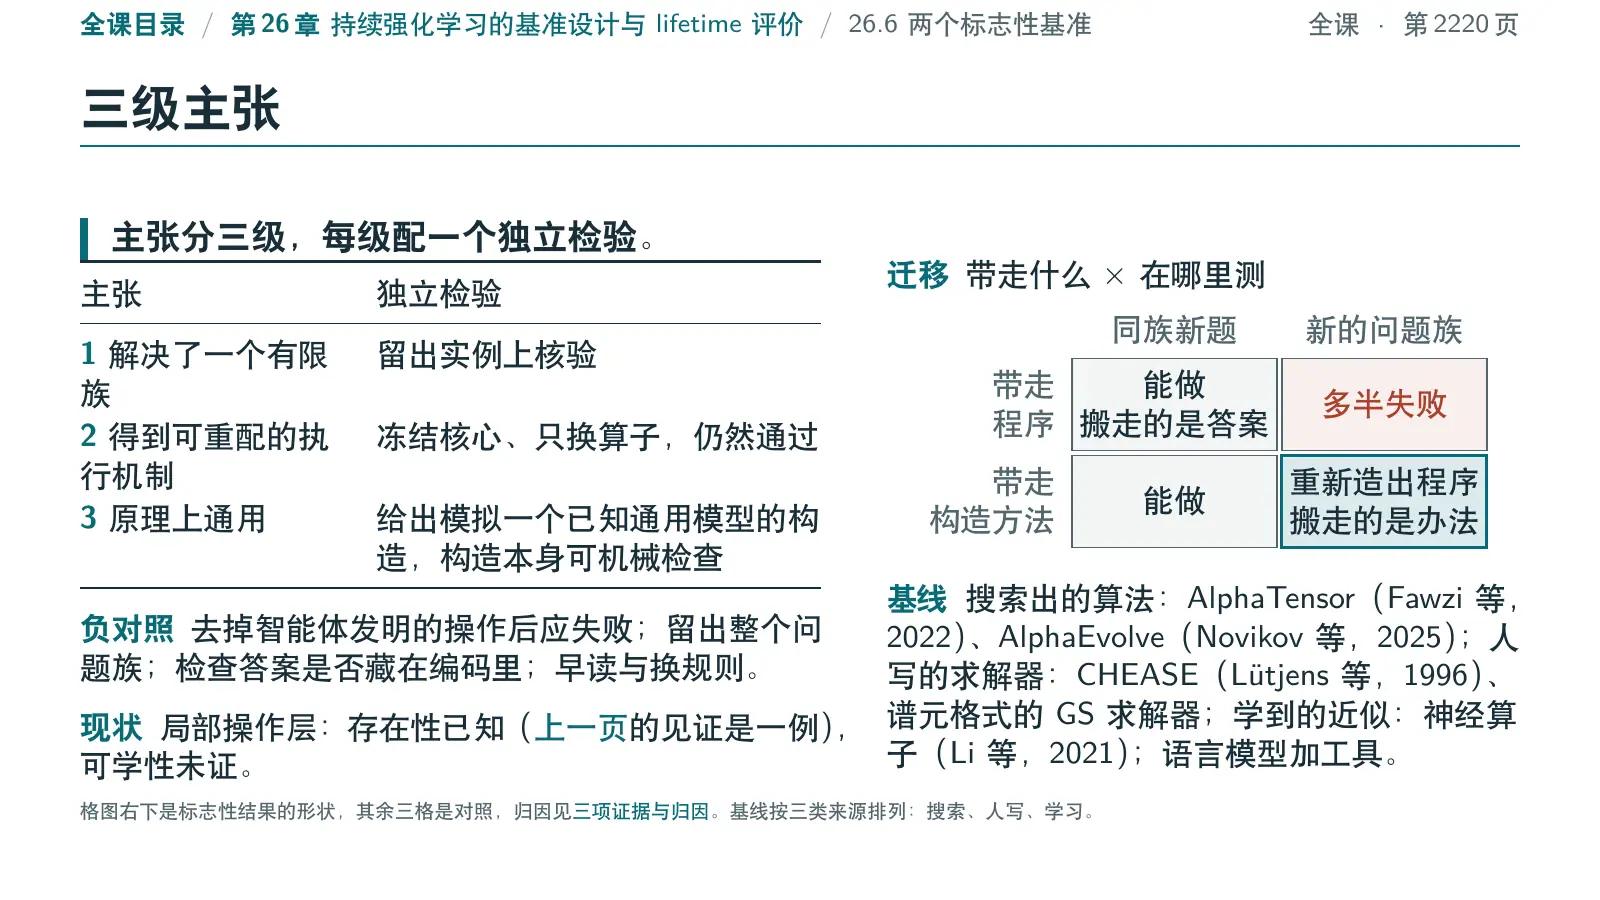 全课目录 / 第 26 章 持续强化学习的基准设计与 lifetime 评价 / 26.6 两个标志性基准
全课 · 第 2220 页
三级主张
主张分三级，每级配一个独立检验。
主张 独立检验
1 解决了一个有限族 留出实例上核验
2 得到可重配的执行机制 冻结核心、只换算子，仍然通过
3 原理上通用 给出模拟一个已知通用模型的构造，构造本身可机械检查
负对照 去掉智能体发明的操作后应失败；留出整个问
题族；检查答案是否藏在编码里；早读与换规则。
现状 局部操作层：存在性已知（上一页的见证是一例），
可学性未证。
迁移 带走什么 × 在哪里测
同族新题 新的问题族
带走
程序
能做
搬走的是答案
多半失败
带走
构造方法
能做
重新造出程序
搬走的是办法
基线 搜索出的算法：AlphaTensor（Fawzi 等，
2022）、AlphaEvolve（Novikov 等，2025）；人
写的求解器：CHEASE（Lütjens 等，1996）、
谱元格式的 GS 求解器；学到的近似：神经算
子（Li 等，2021）；语言模型加工具。
格图右下是标志性结果的形状，其余三格是对照，归因见三项证据与归因。基线按三类来源排列：搜索、人写、学习。